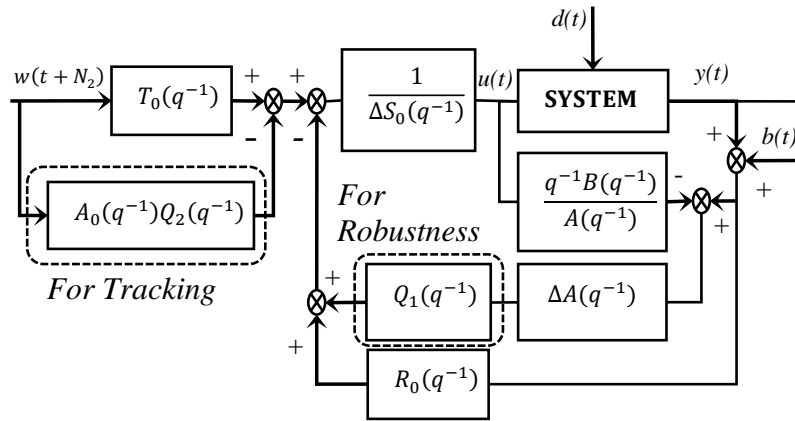 d(t)
w(t + N₂)
+
+
T₀(q⁻¹)
-
-
1
ΔS₀(q⁻¹)
u(t)
SYSTEM
y(t)
+
b(t)
+
A₀(q⁻¹)Q₂(q⁻¹)
For Tracking
For
Robustness
q⁻¹B(q⁻¹)
A(q⁻¹)
-
+
+
Q₁(q⁻¹)
ΔA(q⁻¹)
+
R₀(q⁻¹)